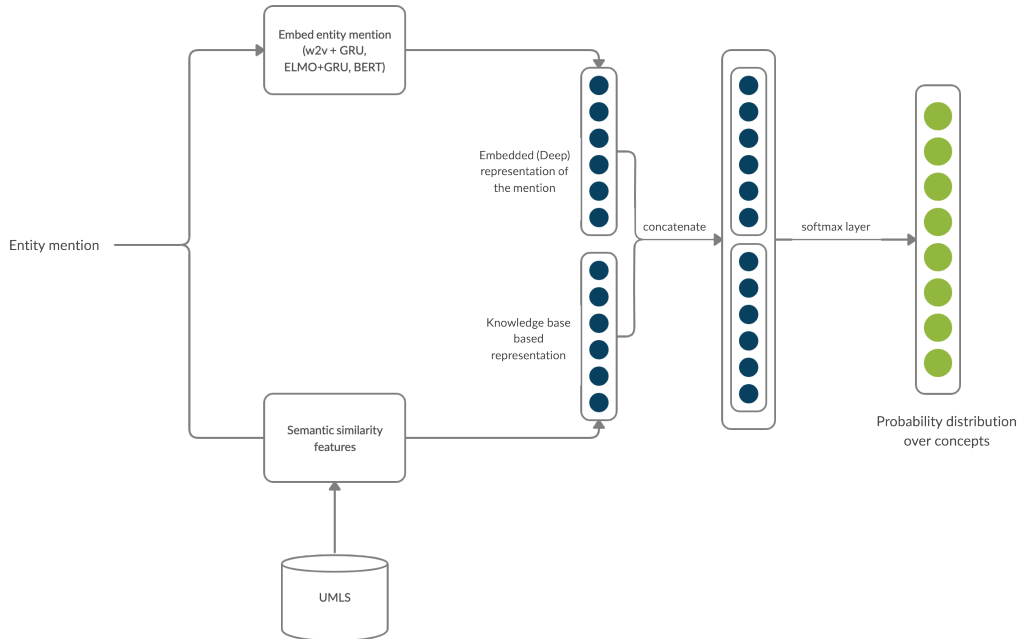 Embed entity mention
(w2v + GRU,
ELMO+GRU, BERT)
Embedded (Deep)
representation of
the mention
Entity mention
concatenate
softmax layer
Knowledge base
based
representation
Semantic similarity
features
Probability distribution
over concepts
UMLS